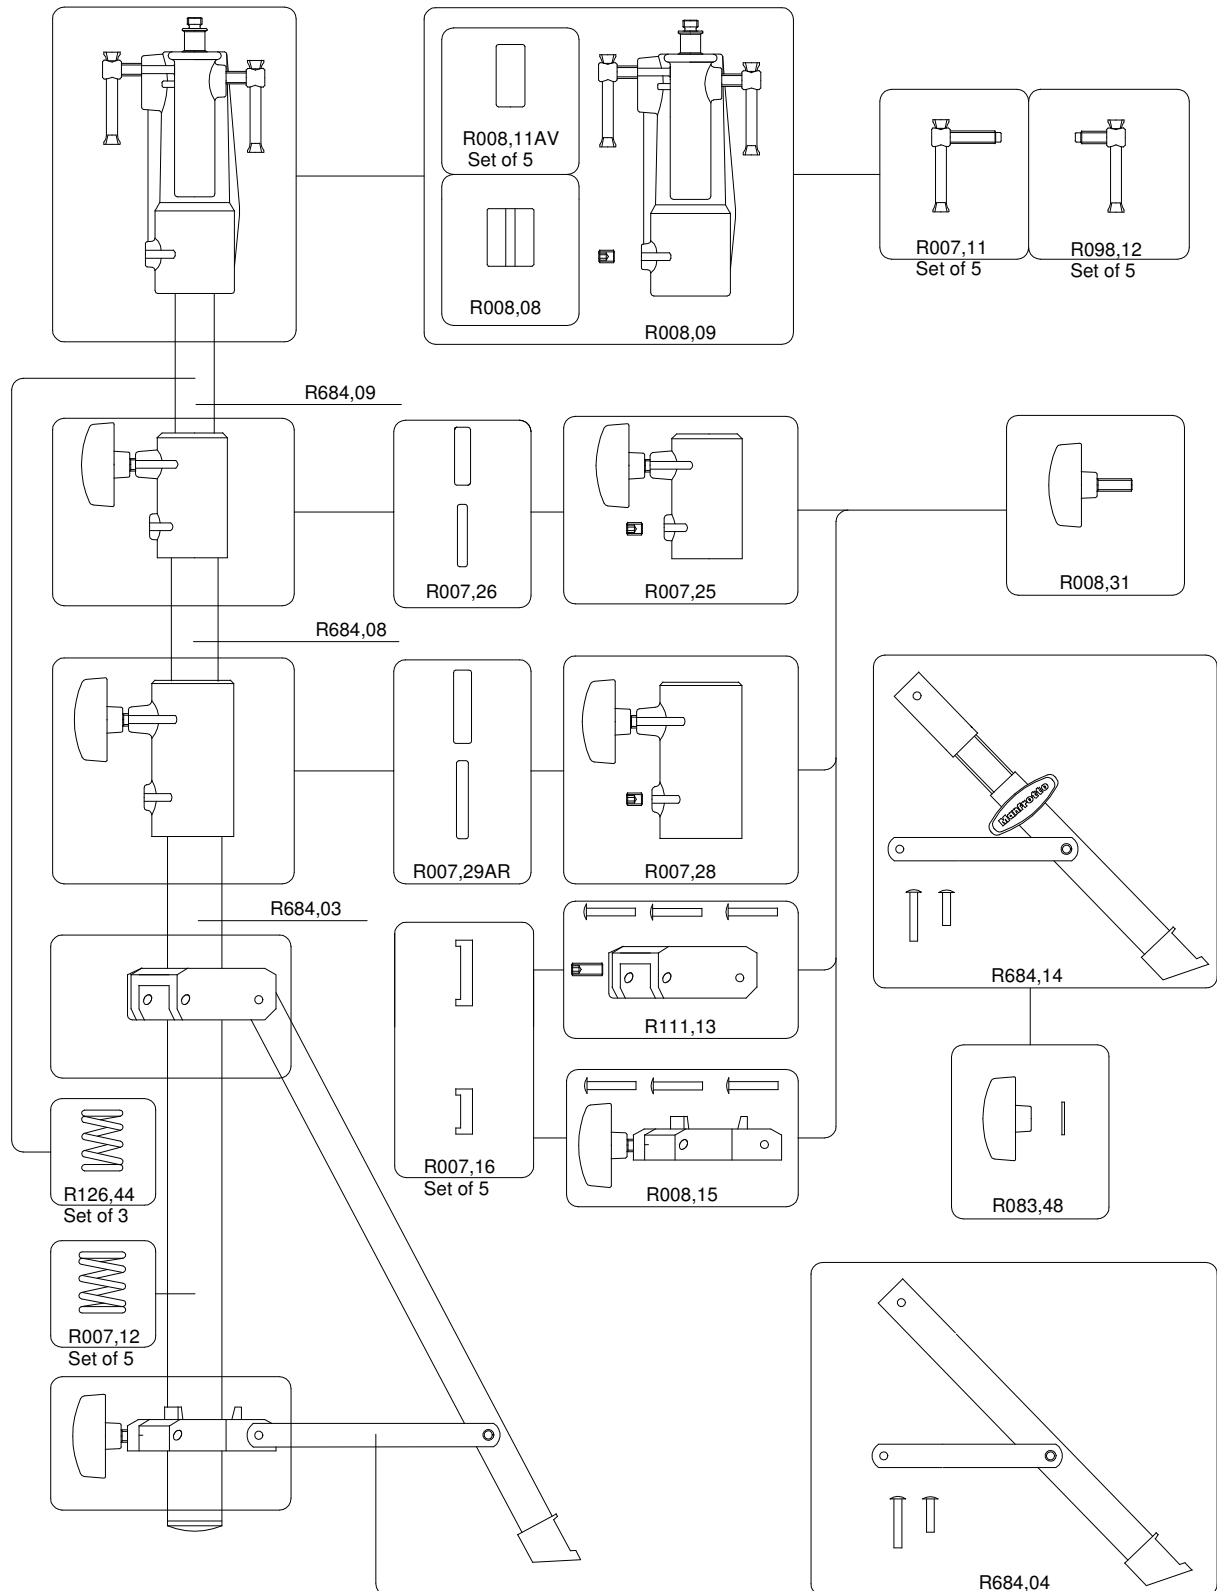 R008,11AV
Set of 5
R008,08
R008,09
R007,11
Set of 5
R098,12
Set of 5
R684,09
R007,26
R007,25
R008,31
R684,08
R007,29AR
R007,28
Manfrotto
R684,14
R684,03
R111,13
R007,16
Set of 5
R008,15
R083,48
R126,44
Set of 3
R007,12
Set of 5
R684,04